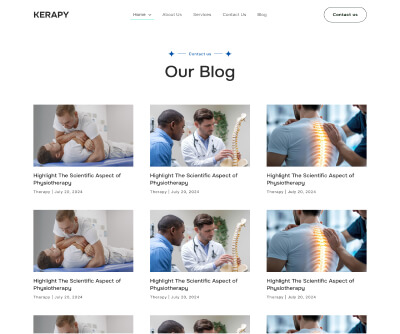 KERAPY
Home
About Us
Services
Contact Us
Blog
Contact us
Contact us
Our Blog
Highlight The Scientific Aspect of
Physiotherapy
Therapy | July 20, 2024
Highlight The Scientific Aspect of
Physiotherapy
Therapy | July 20, 2024
Highlight The Scientific Aspect of
Physiotherapy
Therapy | July 20, 2024
Highlight The Scientific Aspect of
Physiotherapy
Therapy | July 20, 2024
Highlight The Scientific Aspect of
Physiotherapy
Therapy | July 20, 2024
Highlight The Scientific Aspect of
Physiotherapy
Therapy | July 20, 2024